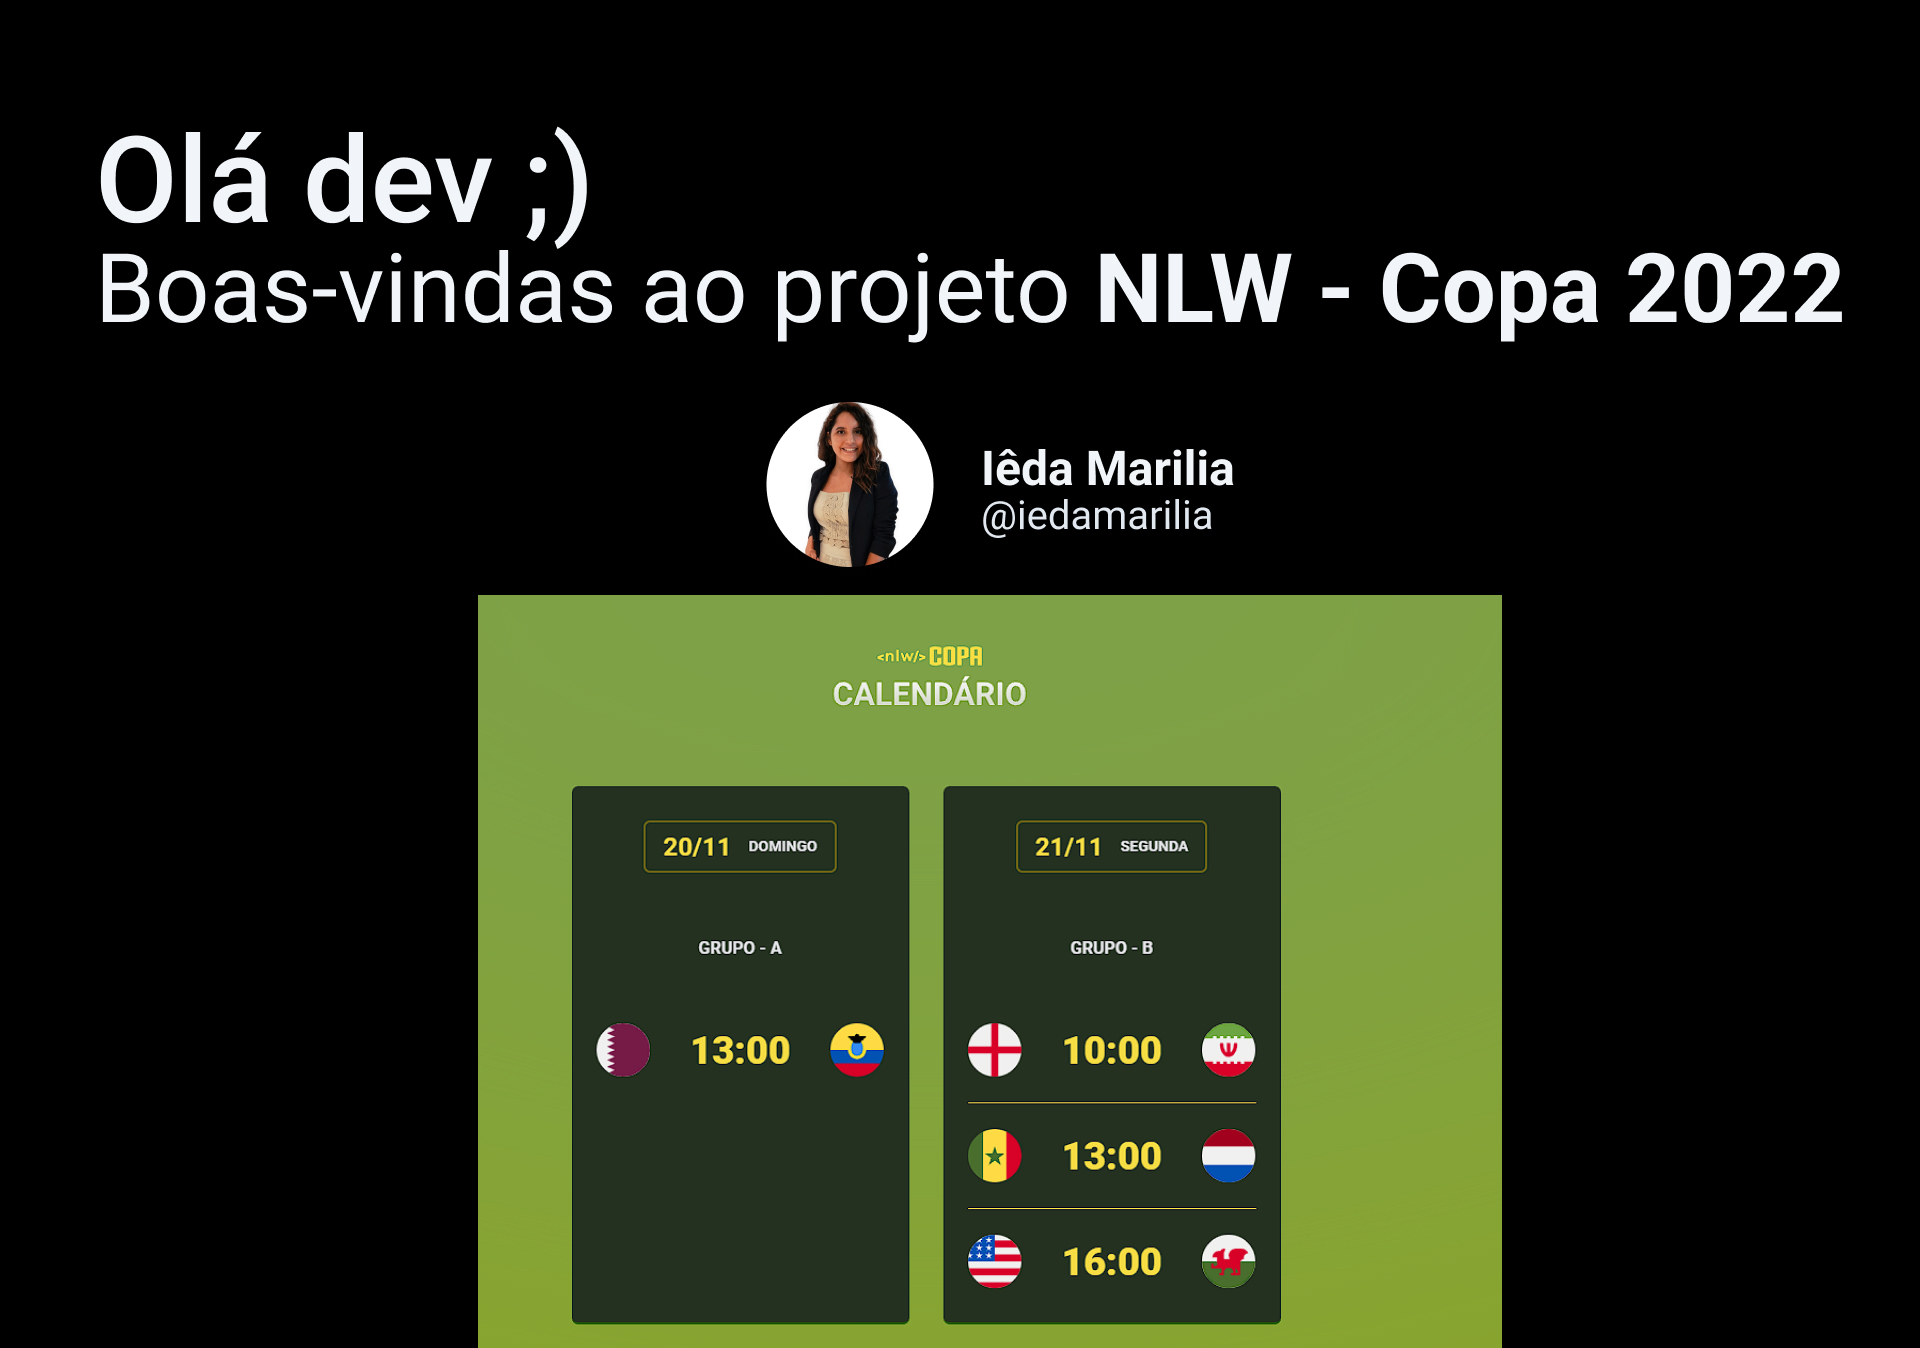 Olá dev ;)
Boas-vindas ao projeto NLW - Copa 2022
Iêda Marilia
@iedamarilia
<nlw/> COPA
CALENDÁRIO
20/11 DOMINGO
GRUPO - A
13:00
21/11 SEGUNDA
GRUPO - B
10:00
13:00
16:00